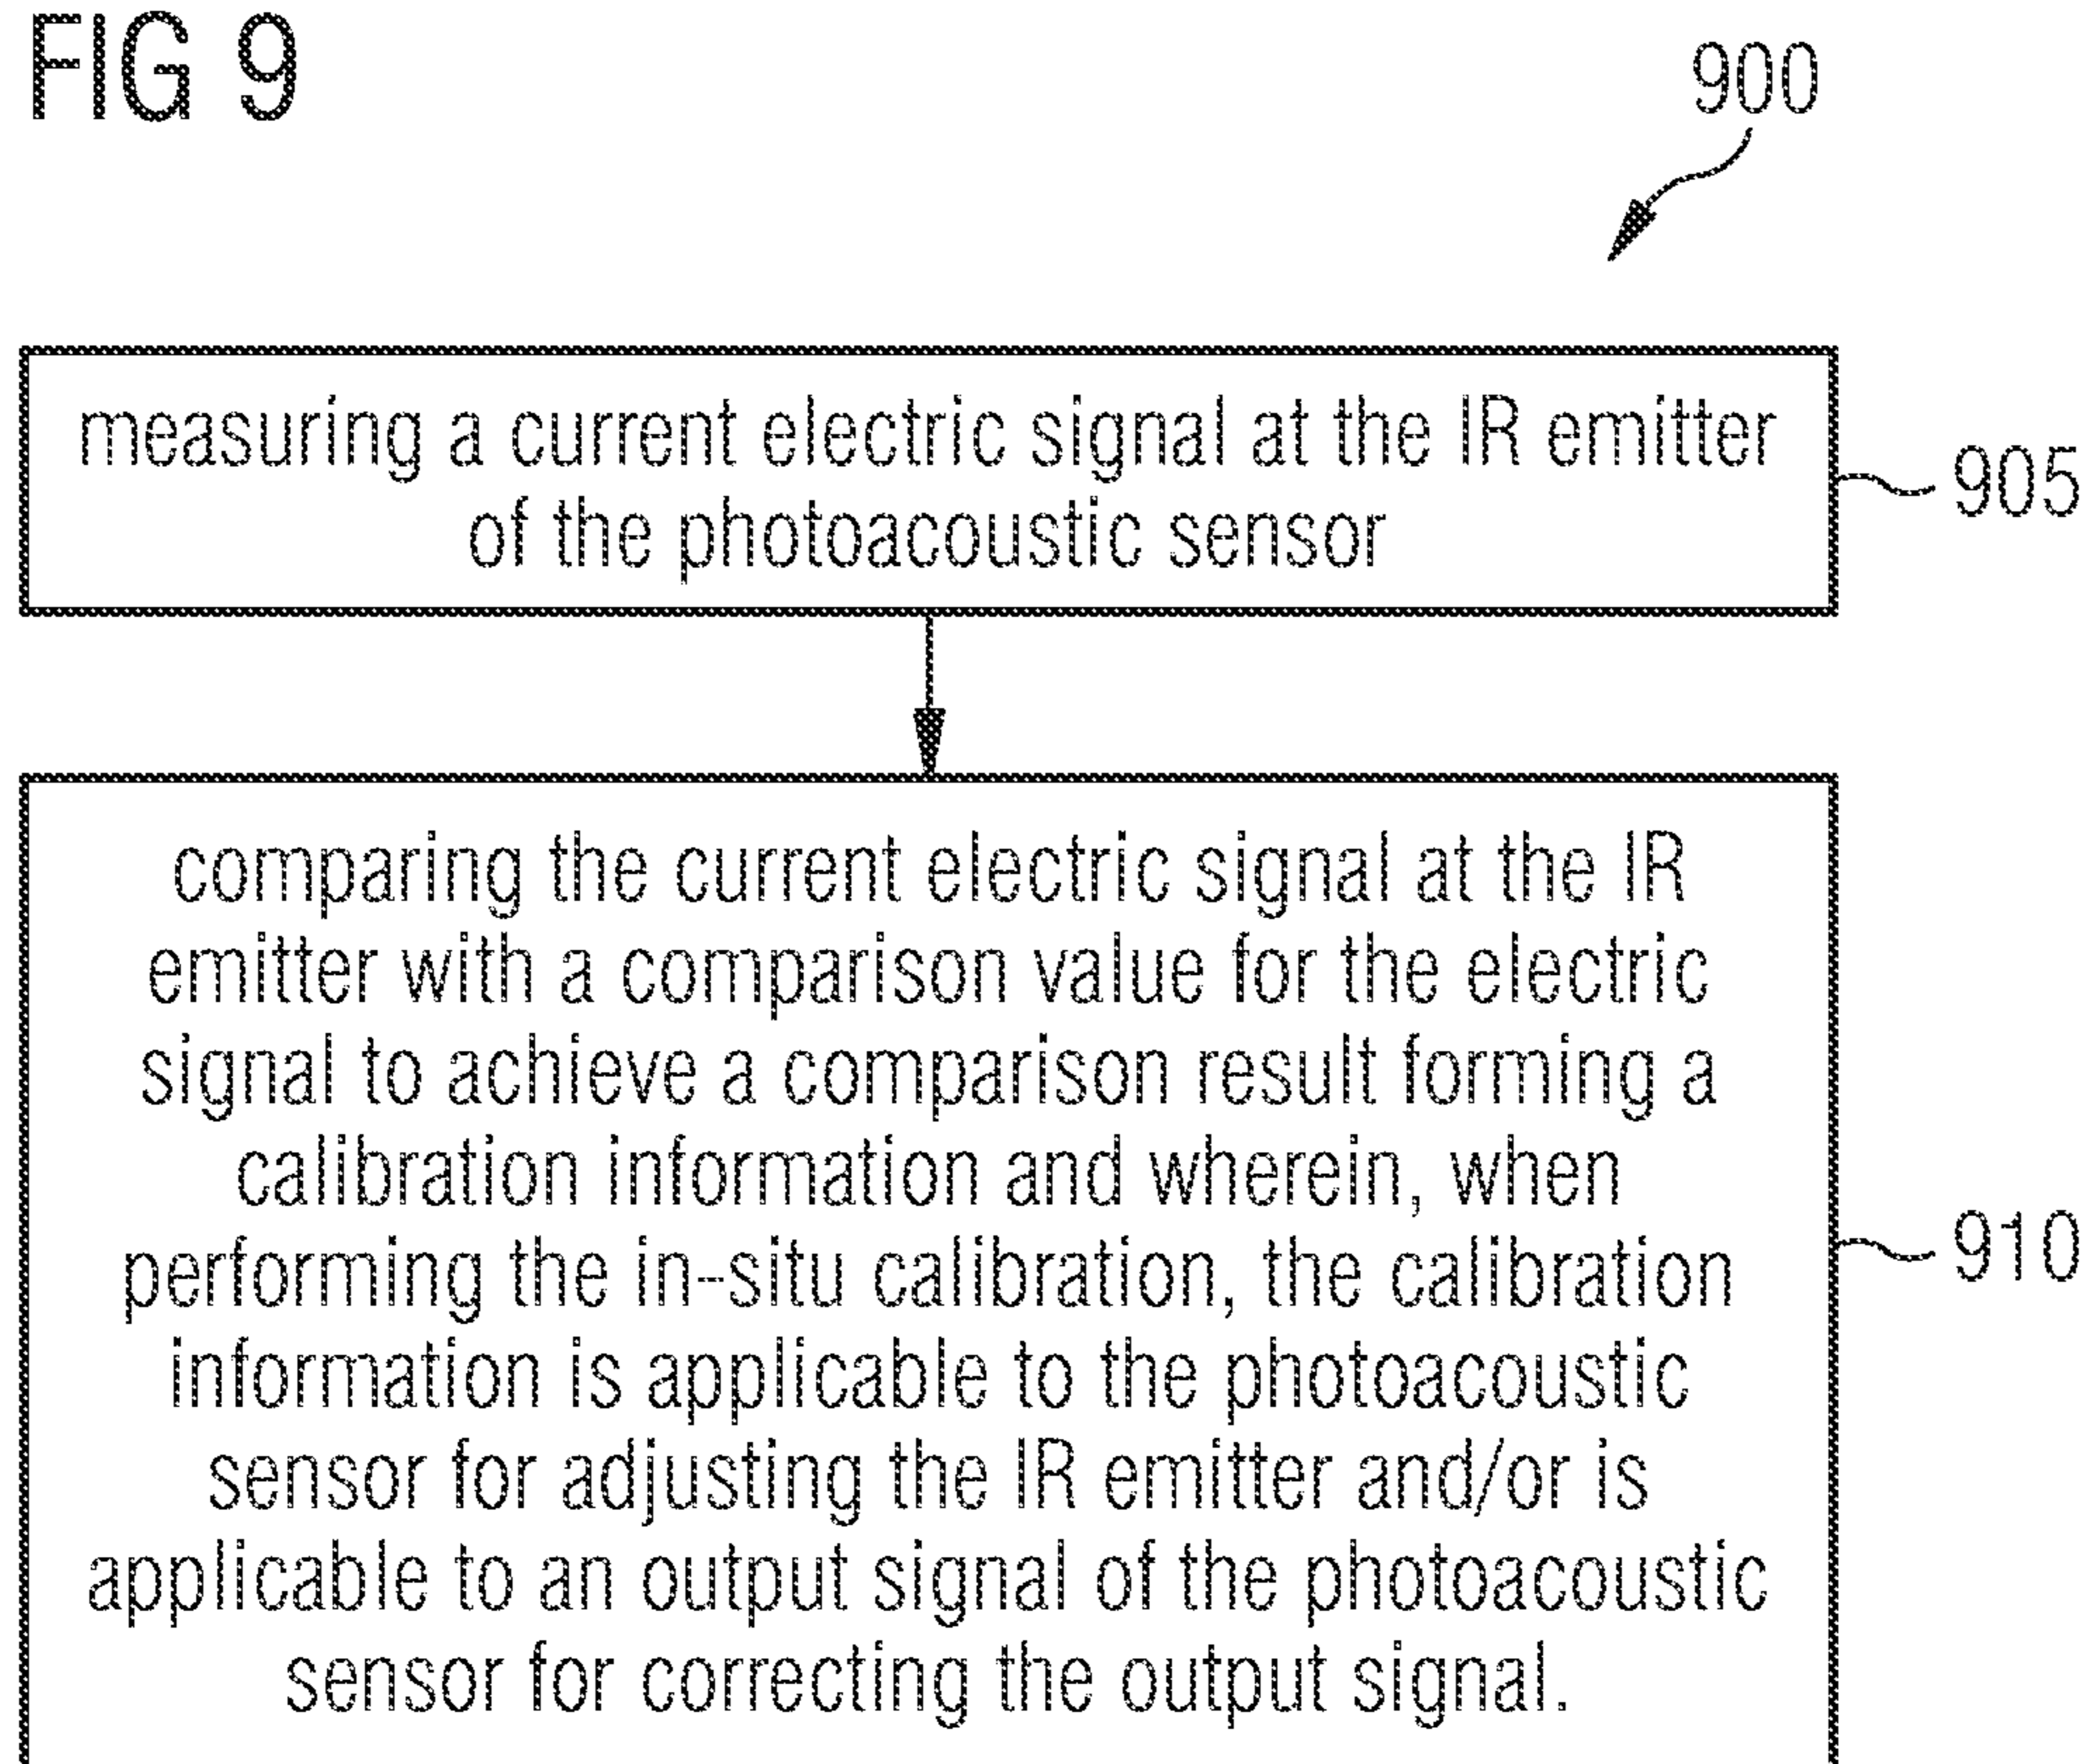 FIG 9
900
measuring a current electric signal at the IR emitter
of the photoacoustic sensor
905
comparing the current electric signal at the IR
emitter with a comparison value for the electric
signal to achieve a comparison result forming a
calibration information and wherein, when
performing the in-situ calibration, the calibration
information is applicable to the photoacoustic
sensor for adjusting the IR emitter and/or is
applicable to an output signal of the photoacoustic
sensor for correcting the output signal.
910